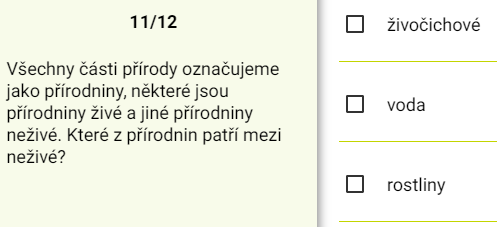 11/12
Všechny části přírody označujeme
jako přírodniny, některé jsou
přírodniny živé a jiné přírodniny
neživé. Které z přírodnin patří mezi
neživé?
živočichové
voda
rostliny